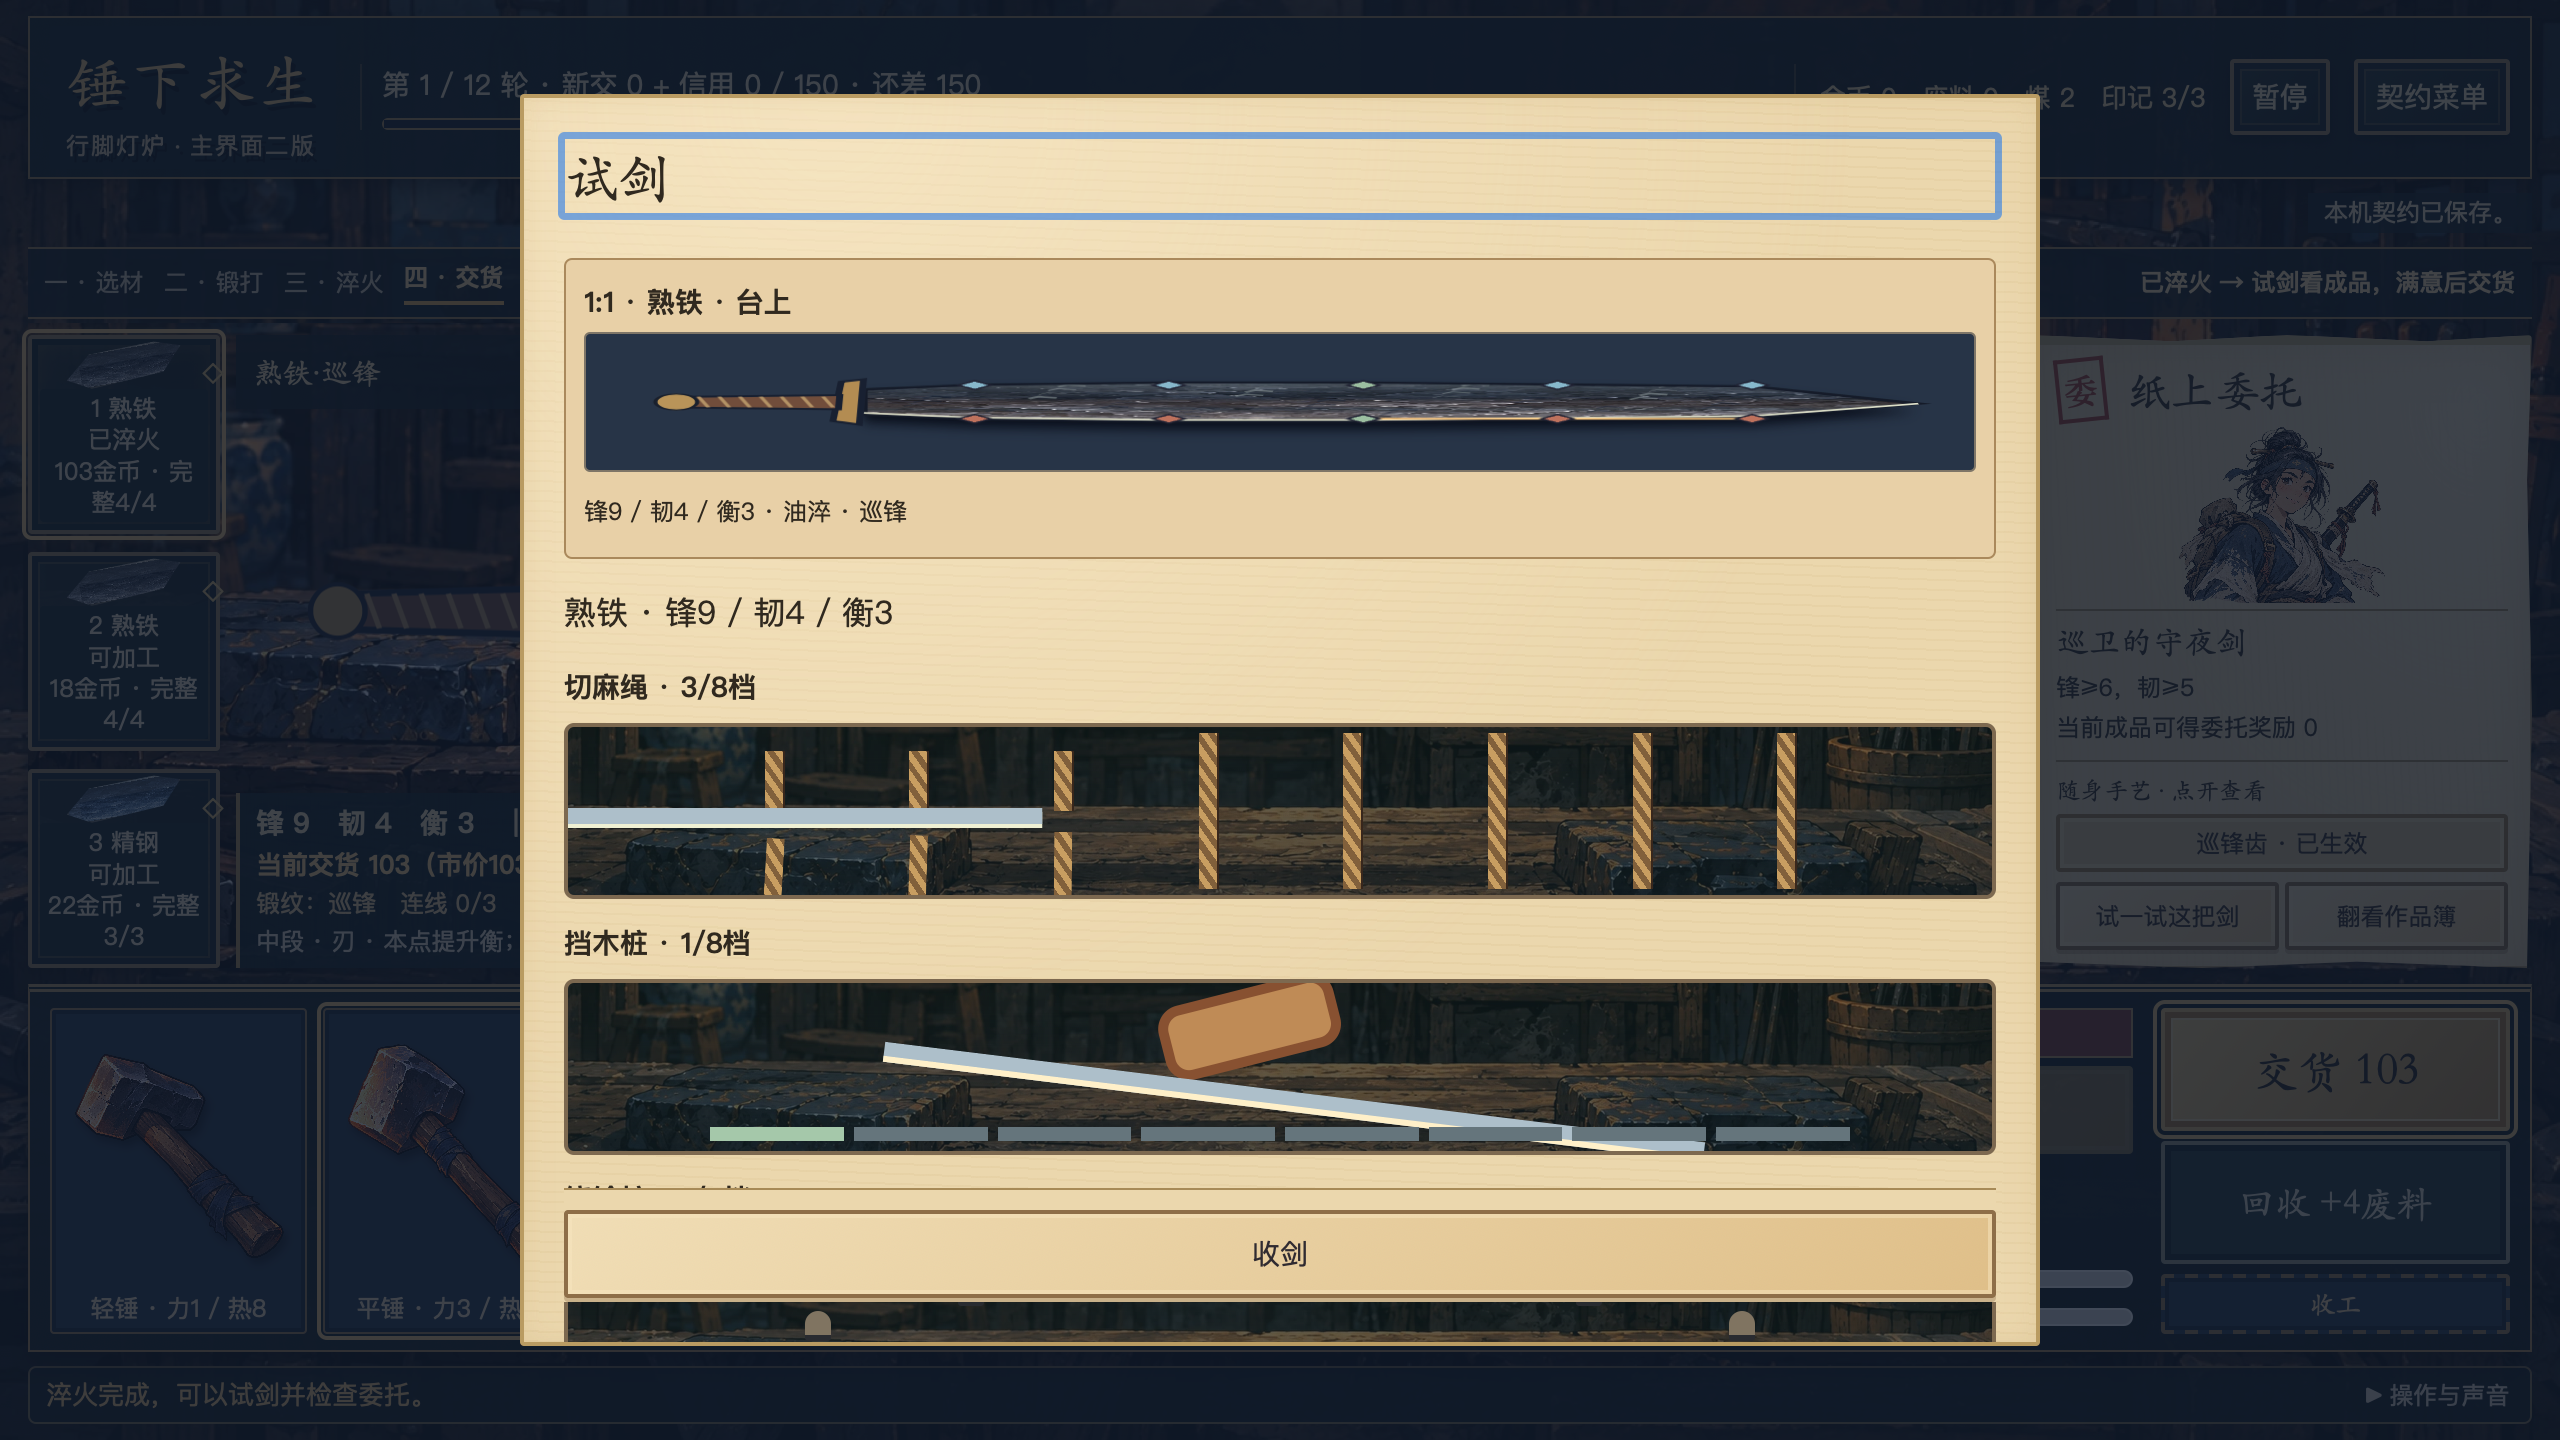 锤下求生
行脚灯炉 · 主界面二版
第 1 / 12 轮 · 新交 0 + 信用 0 / 150 · 还差 150
煤 2 印记 3/3
暂停
契约菜单
本机契约已保存。
一 · 选材 二 · 锻打 三 · 淬火 四 · 交货
已淬火 → 试剑看成品，满意后交货
1 熟铁
已淬火
103金币 · 完
整4/4
2 熟铁
可加工
18金币 · 完整
4/4
3 精钢
可加工
22金币 · 完整
3/3
熟铁·巡锋
锋 9 韧 4 衡 3
当前交货 103（市价103
锻纹：巡锋 连线 0/3
中段 · 刃 · 本点提升衡；
试剑
1:1 · 熟铁 · 台上
锋9 / 韧4 / 衡3 · 油淬 · 巡锋
熟铁 · 锋9 / 韧4 / 衡3
切麻绳 · 3/8档
挡木桩 · 1/8档
收剑
委
纸上委托
巡卫的守夜剑
锋≥6，韧≥5
当前成品可得委托奖励 0
随身手艺 · 点开查看
巡锋齿 · 已生效
试一试这把剑
翻看作品簿
轻锤 · 力1 / 热8
平锤 · 力3 / 热
交货 103
回收 +4废料
收工
淬火完成，可以试剑并检查委托。
▶ 操作与声音